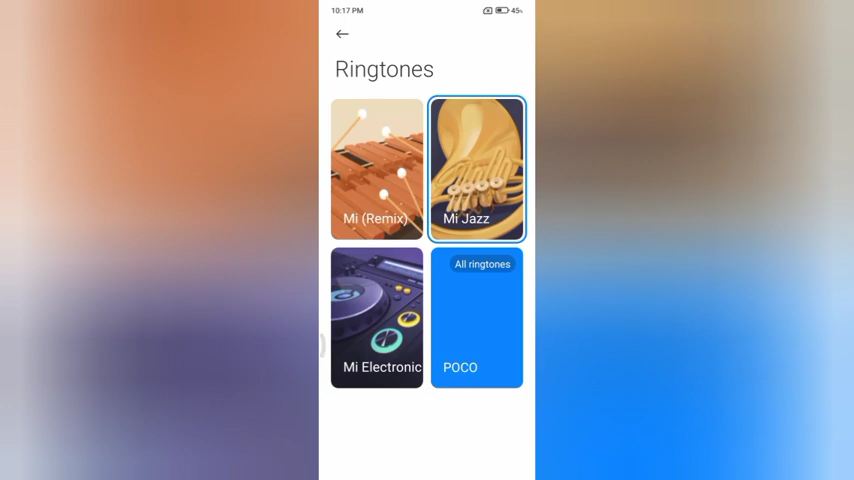 10:17 PM
45%
Ringtones
Mi (Remix)
Mi Jazz
All ringtones
Mi Electronic
POCO